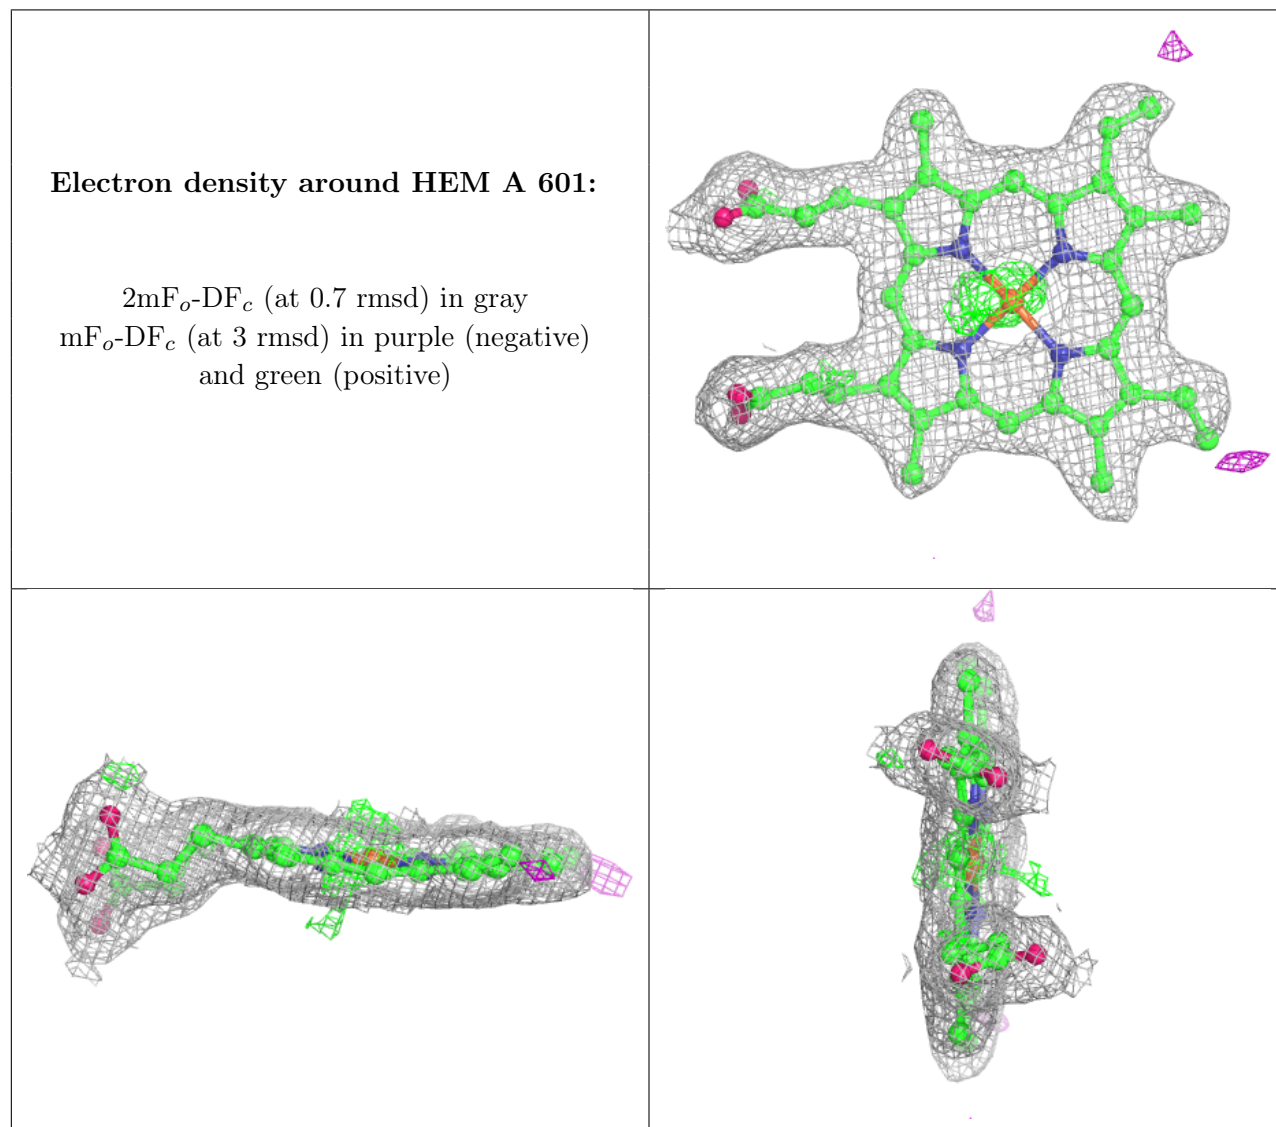 Electron density around HEM A 601:
2mFo-DFc (at 0.7 rmsd) in gray
mFo-DFc (at 3 rmsd) in purple (negative)
and green (positive)